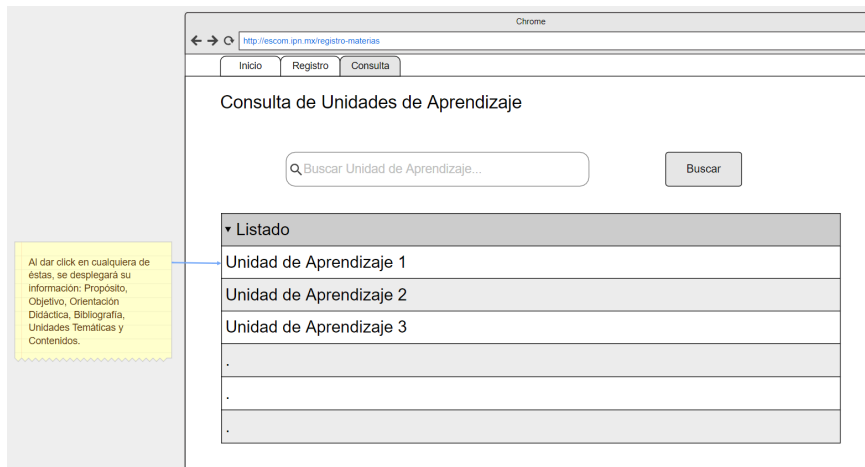 Chrome
http://escom.ipn.mx/registro-materias
Inicio Registro Consulta
Consulta de Unidades de Aprendizaje
Buscar Unidad de Aprendizaje...
Buscar
Listado
Unidad de Aprendizaje 1
Unidad de Aprendizaje 2
Unidad de Aprendizaje 3
.
.
.
Al dar click en cualquiera de
éstas, se desplegará su
información: Propósito,
Objetivo, Orientación
Didáctica, Bibliografía,
Unidades Temáticas y
Contenidos.